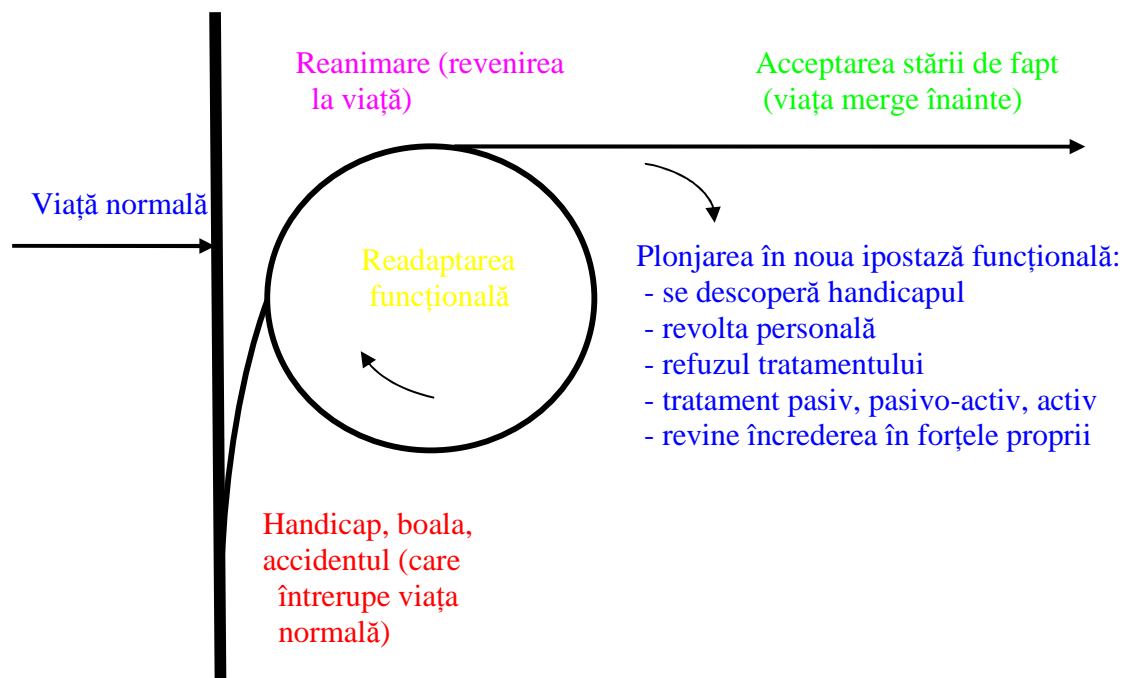 Reanimare (revenirea
la viață)
Acceptarea stării de fapt
(viața merge înainte)
Viață normală
Readaptarea
funcțională
Plonjarea în noua ipostază funcțională:
- se descoperă handicapul
- revolta personală
- refuzul tratamentului
- tratament pasiv, pasivo-activ, activ
- revine încrederea în forțele proprii
Handicap, boala,
accidentul (care
întrerupe viața
normală)